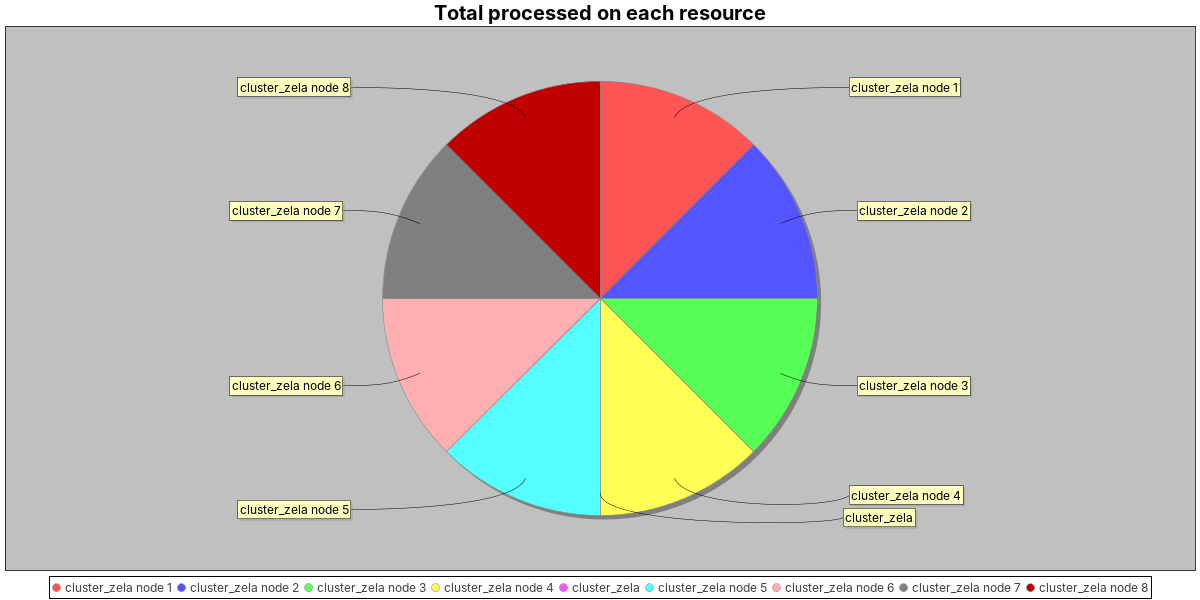 Total processed on each resource
cluster_zela node 8
cluster_zela node 1
cluster_zela node 7
cluster_zela node 2
cluster_zela node 6
cluster_zela node 3
cluster_zela node 5
cluster_zela node 4
cluster_zela
cluster_zela node 1 cluster_zela node 2 cluster_zela node 3 cluster_zela node 4 cluster_zela cluster_zela node 5 cluster_zela node 6 cluster_zela node 7 cluster_zela node 8